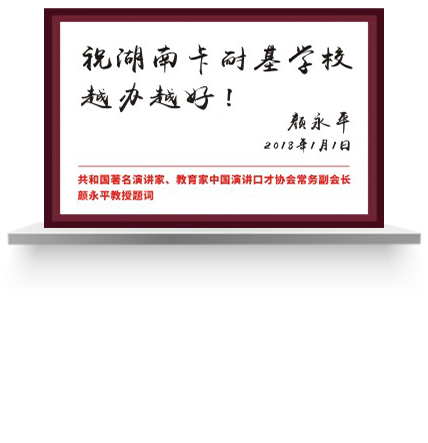 祝湖南卡耐基学校
越办越好！
颜永平
2013年1月1日
共和国著名演讲家、教育家中国演讲口才协会常务副会长
颜永平教授题词